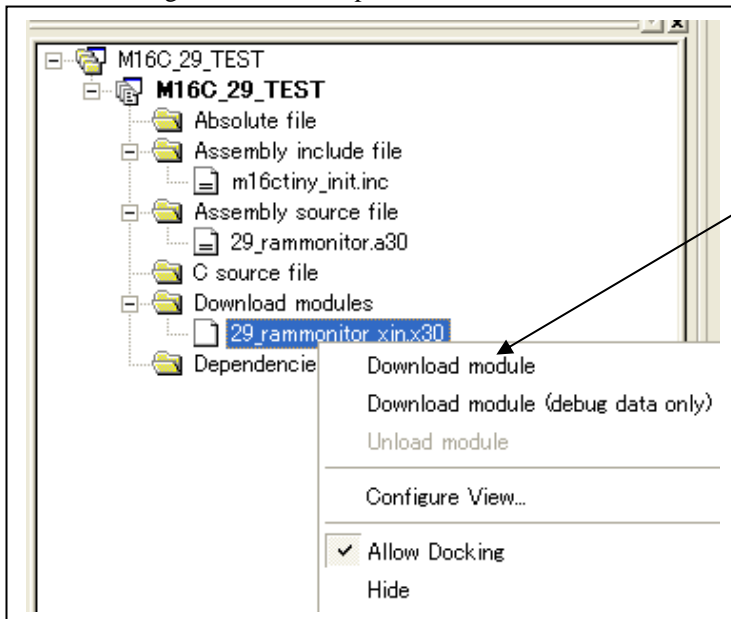 M16C_29_TEST
M16C_29_TEST
Absolute file
Assembly include file
m16ctiny_init.inc
Assembly source file
29_rammonitor.a30
C source file
Download modules
29_rammonitor_xin.x30
Dependencie
Download module
Download module (debug data only)
Unload module
Configure View...
Allow Docking
Hide